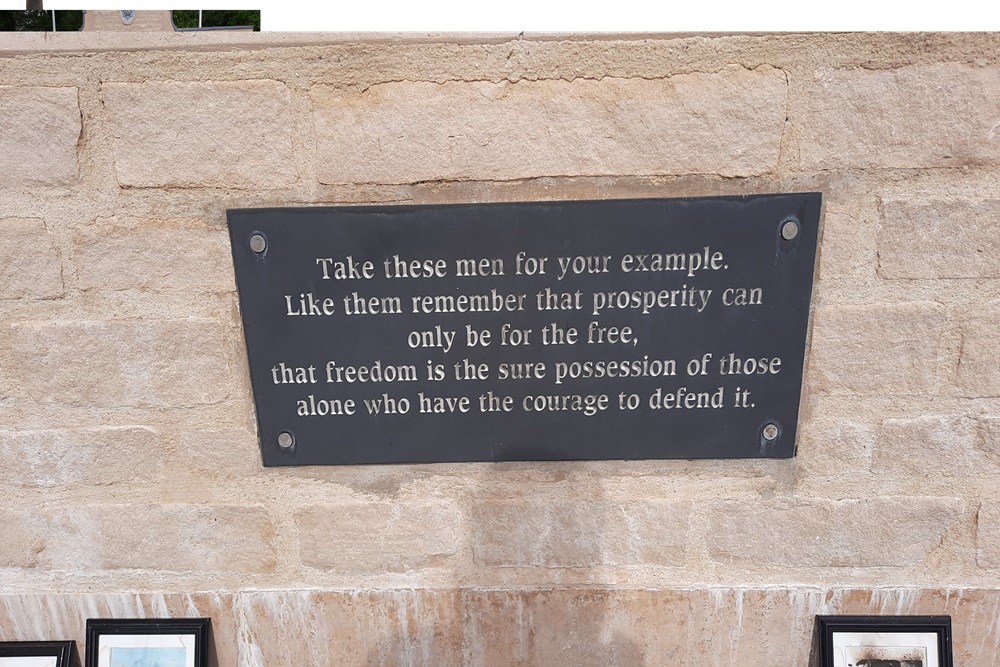 Take these men for your example.
Like them remember that prosperity can
only be for the free,
that freedom is the sure possession of those
alone who have the courage to defend it.